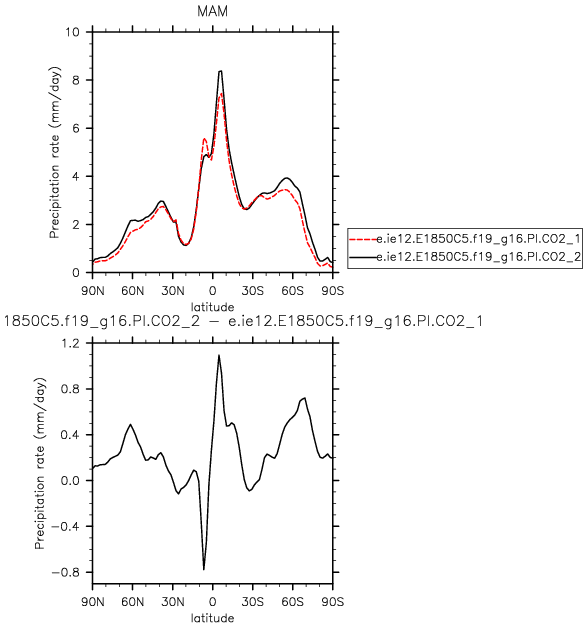 MAM
10
8
6
4
2
0
Precipitation rate (mm/day)
90N 60N 30N 0 30S 60S 90S
latitude
e.ie12.E1850C5.f19_g16.PI.CO2_1
e.ie12.E1850C5.f19_g16.PI.CO2_2
1850C5.f19_g16.PI.CO2_2 − e.ie12.E1850C5.f19_g16.PI.CO2_1
1.2
0.8
0.4
0.0
−0.4
−0.8
Precipitation rate (mm/day)
90N 60N 30N 0 30S 60S 90S
latitude